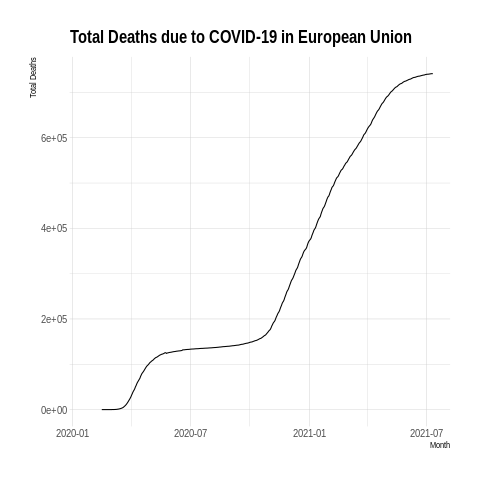 Total Deaths due to COVID-19 in European Union
Total Deaths
6e+05
4e+05
2e+05
0e+00
2020-01 2020-07 2021-01 2021-07
Month